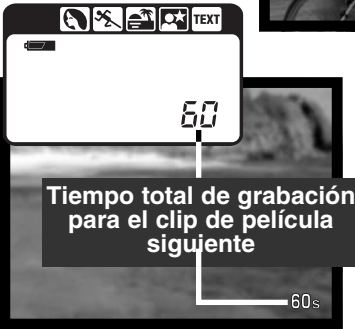 TEXT
60
Tiempo total de grabación
para el clip de película
siguiente
60s